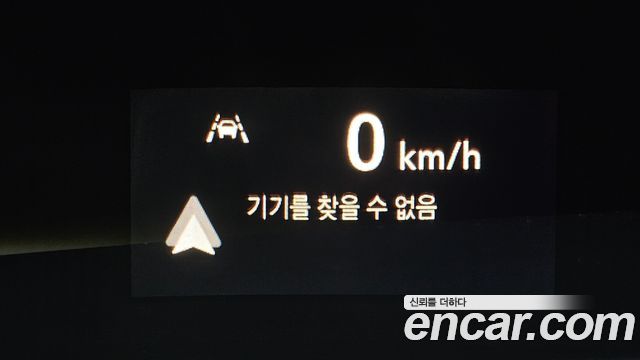 0 km/h
기기를 찾을 수 없음
신뢰를 더하다
encar.com